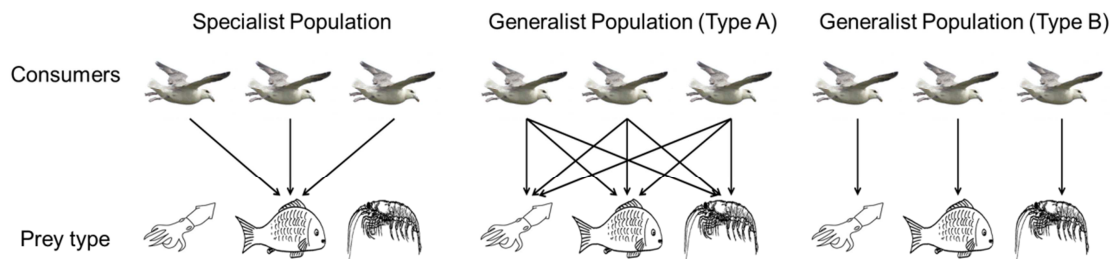 Specialist Population
Generalist Population (Type A)
Generalist Population (Type B)
Consumers
Prey type